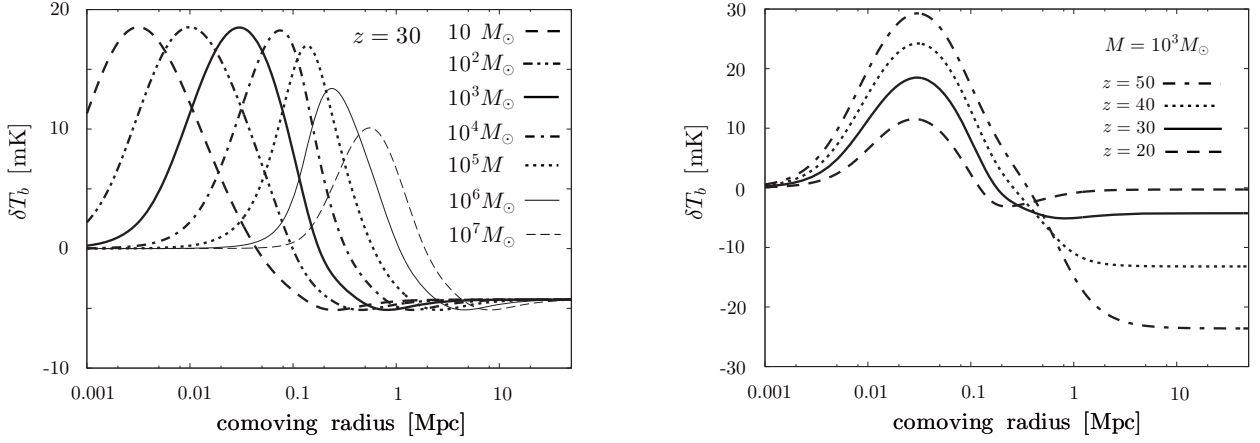 30
20
z = 30
10 M⊙
10²M⊙
10³M⊙
10⁴M⊙
10⁵M
10⁶M⊙
10⁷M⊙
δT_b [mK]
10
0
-10
0.001 0.01 0.1 1 10
comoving radius [Mpc]
M = 10³M⊙
z = 50
z = 40
z = 30
z = 20
δT_b [mK]
20
10
0
-10
-20
-30
0.001 0.01 0.1 1 10
comoving radius [Mpc]